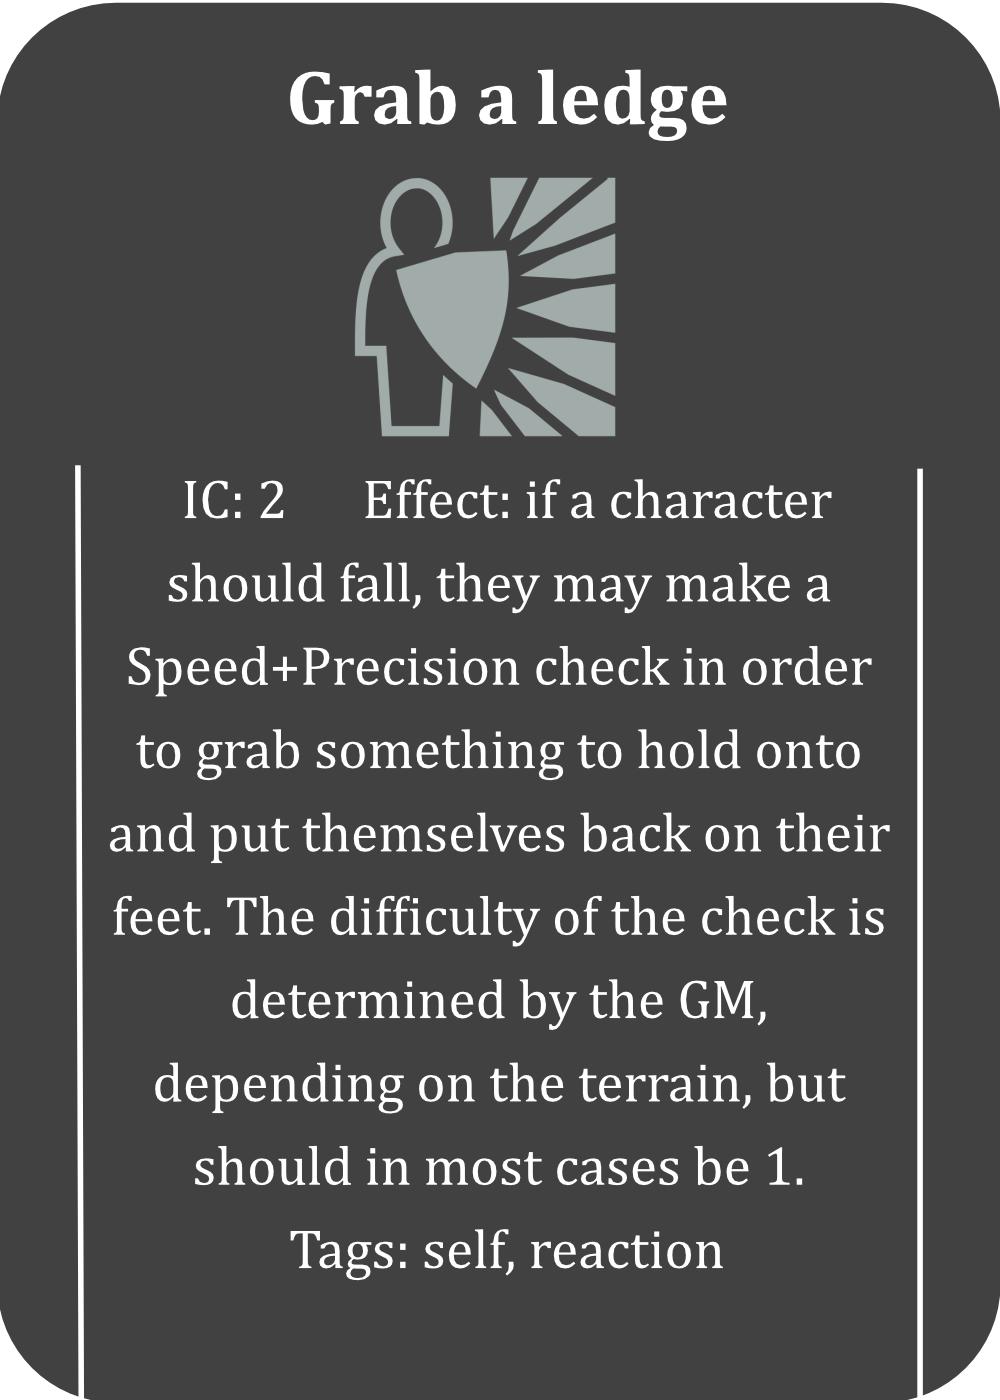 Grab a ledge
IC: 2 Effect: if a character
should fall, they may make a
Speed+Precision check in order
to grab something to hold onto
and put themselves back on their
feet. The difficulty of the check is
determined by the GM,
depending on the terrain, but
should in most cases be 1.
Tags: self, reaction